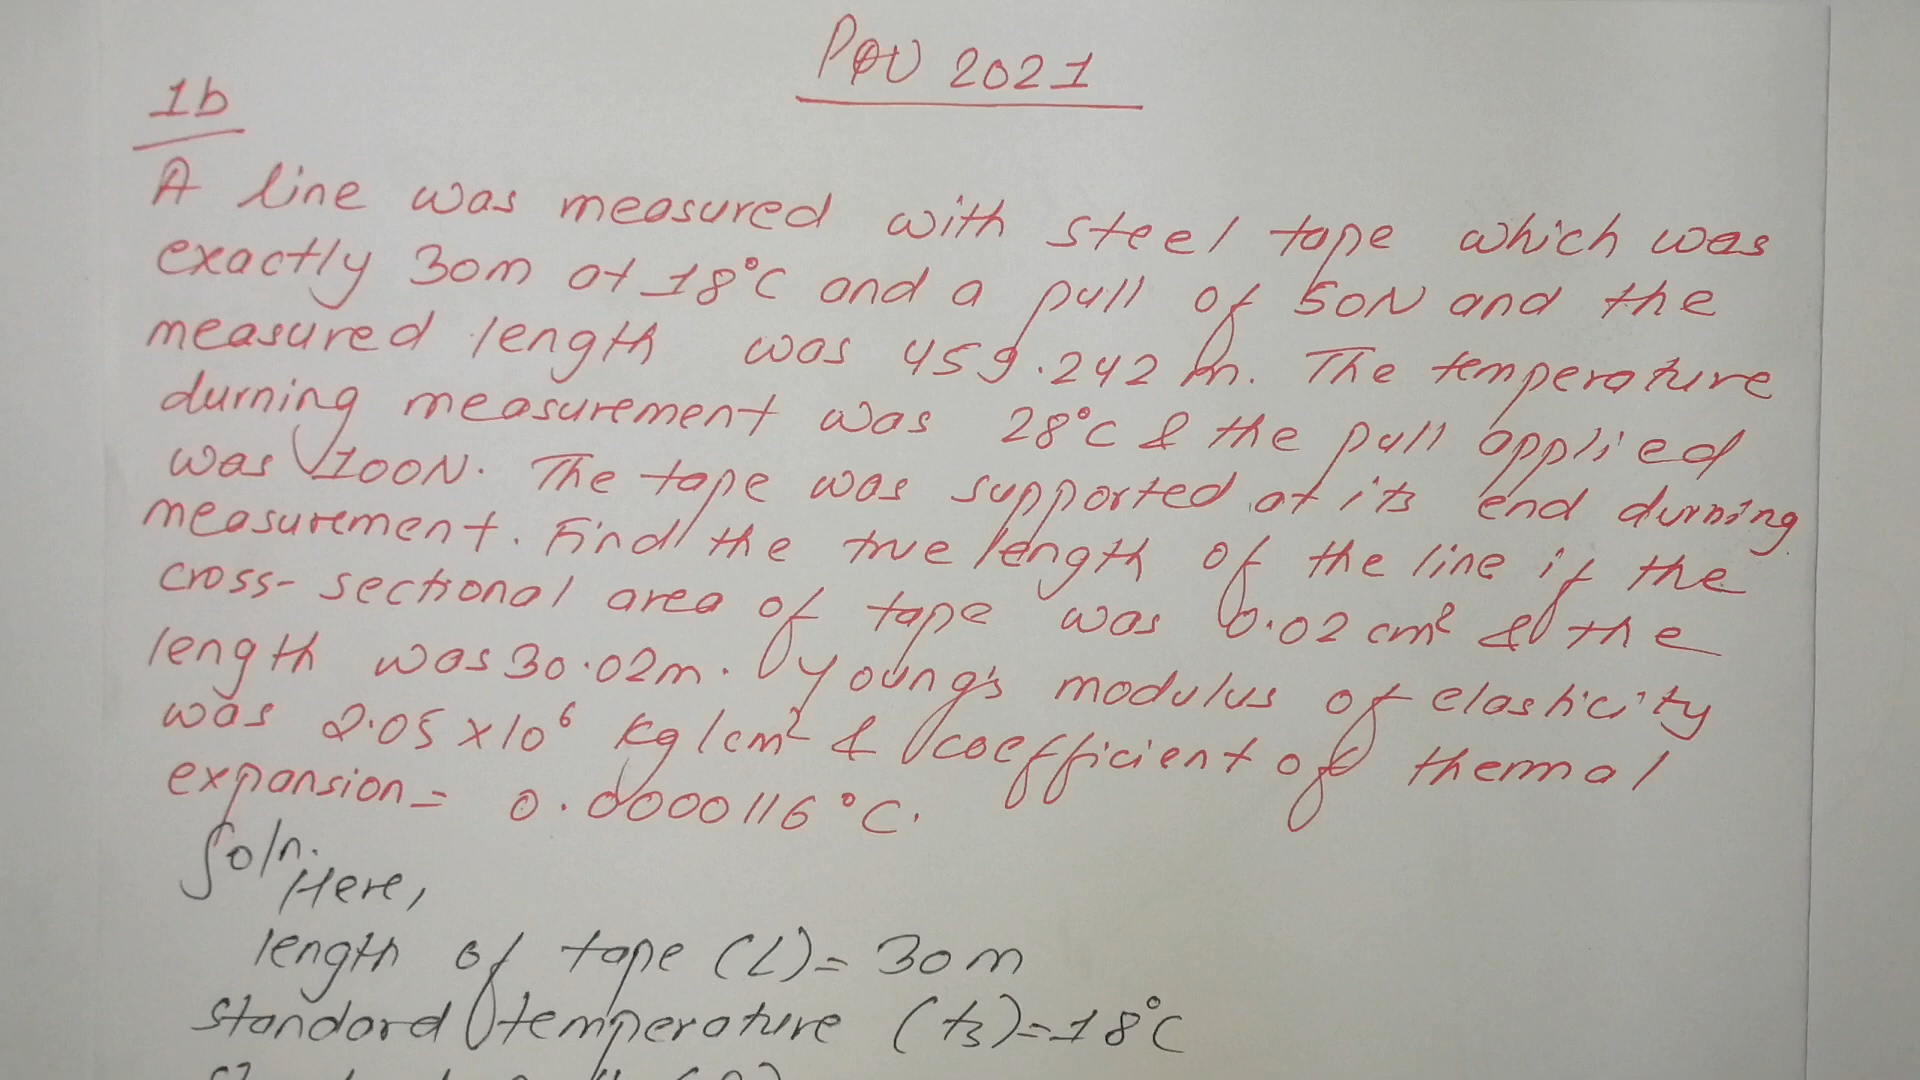 POU 2021
1b
A line was measured with steel tape which was
exactly 30m at 18°C and a pull of 50N and the
measured length was 459.242 m. The temperature
durning measurement was 28°C & the pull applied
was 100N. The tape was supported at its end durning
measurement. Find the true length of the line if the
cross-sectional area of tape was 0.02 cm² & the
length was 30.02m. Young's modulus of elasticity
was 2.05 x 10⁶ kg/cm² & coefficient of thermal
expansion = 0.0000116°C.
Soln.
Here,
length of tape (L) = 30m
standard temperature (ts) = 18°C